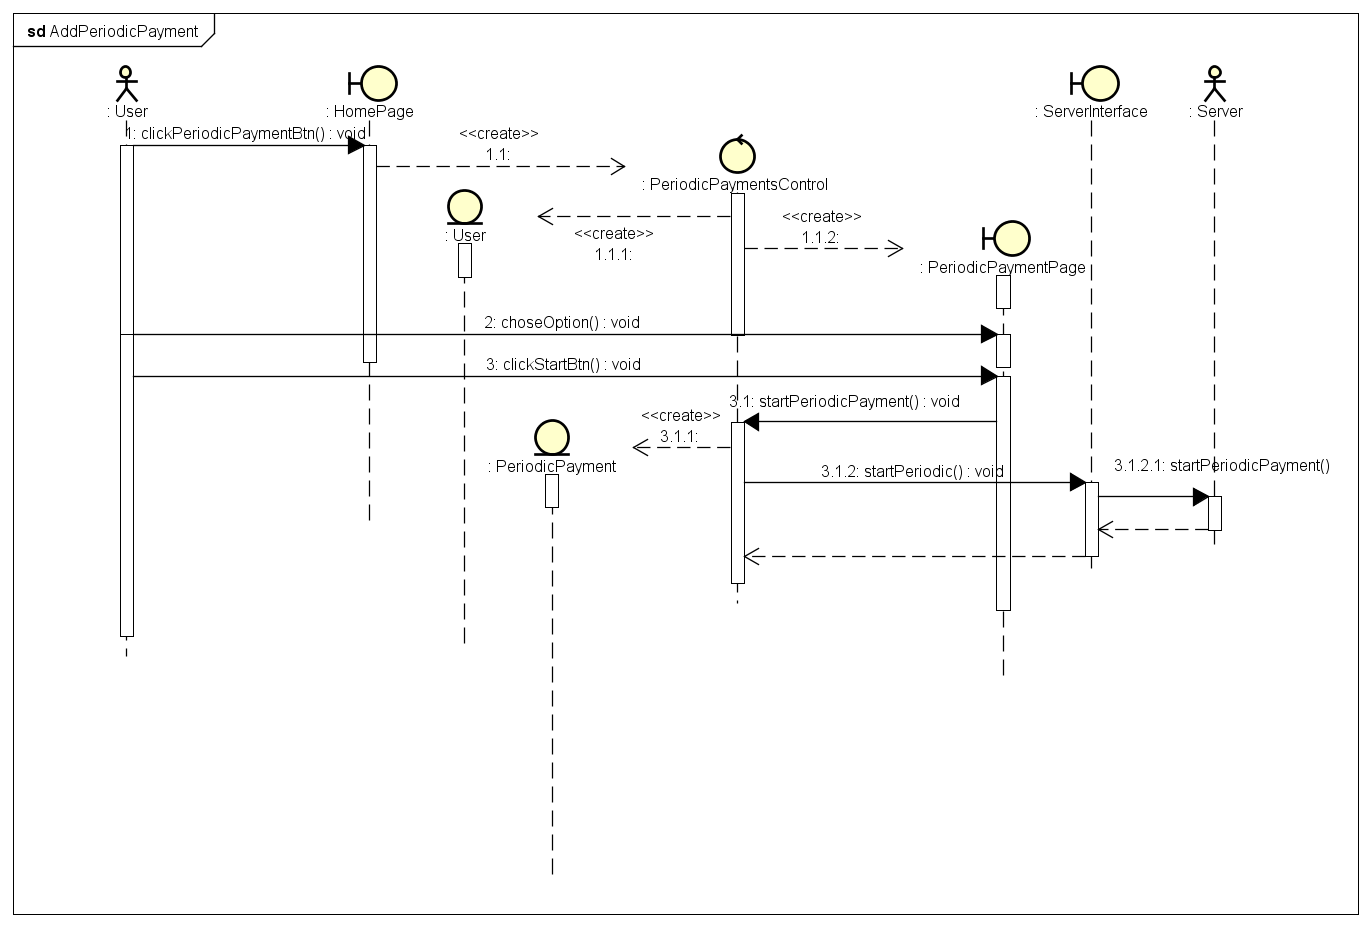 sd AddPeriodicPayment
: User
: HomePage
: ServerInterface
: Server
1: clickPeriodicPaymentBtn() : void
<<create>>
1.1:
: PeriodicPaymentsControl
<<create>>
1.1.2:
: User
<<create>>
1.1.1:
: PeriodicPaymentPage
2: choseOption() : void
3: clickStartBtn() : void
3.1: startPeriodicPayment() : void
<<create>>
3.1.1:
: PeriodicPayment
3.1.2: startPeriodic() : void
3.1.2.1: startPeriodicPayment()